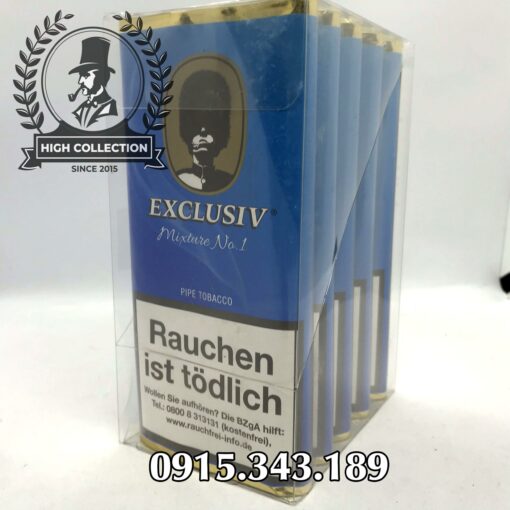 HIGH COLLECTION
SINCE 2015
EXCLUSIV®
Mixture No.1
PIPE TOBACCO
Rauchen
ist tödlich
Wollen Sie aufhören? Die BZgA hilft:
Tel.: 0800 8 313131 (kostenfrei),
www.rauchfrei-info.de
0915.343.189